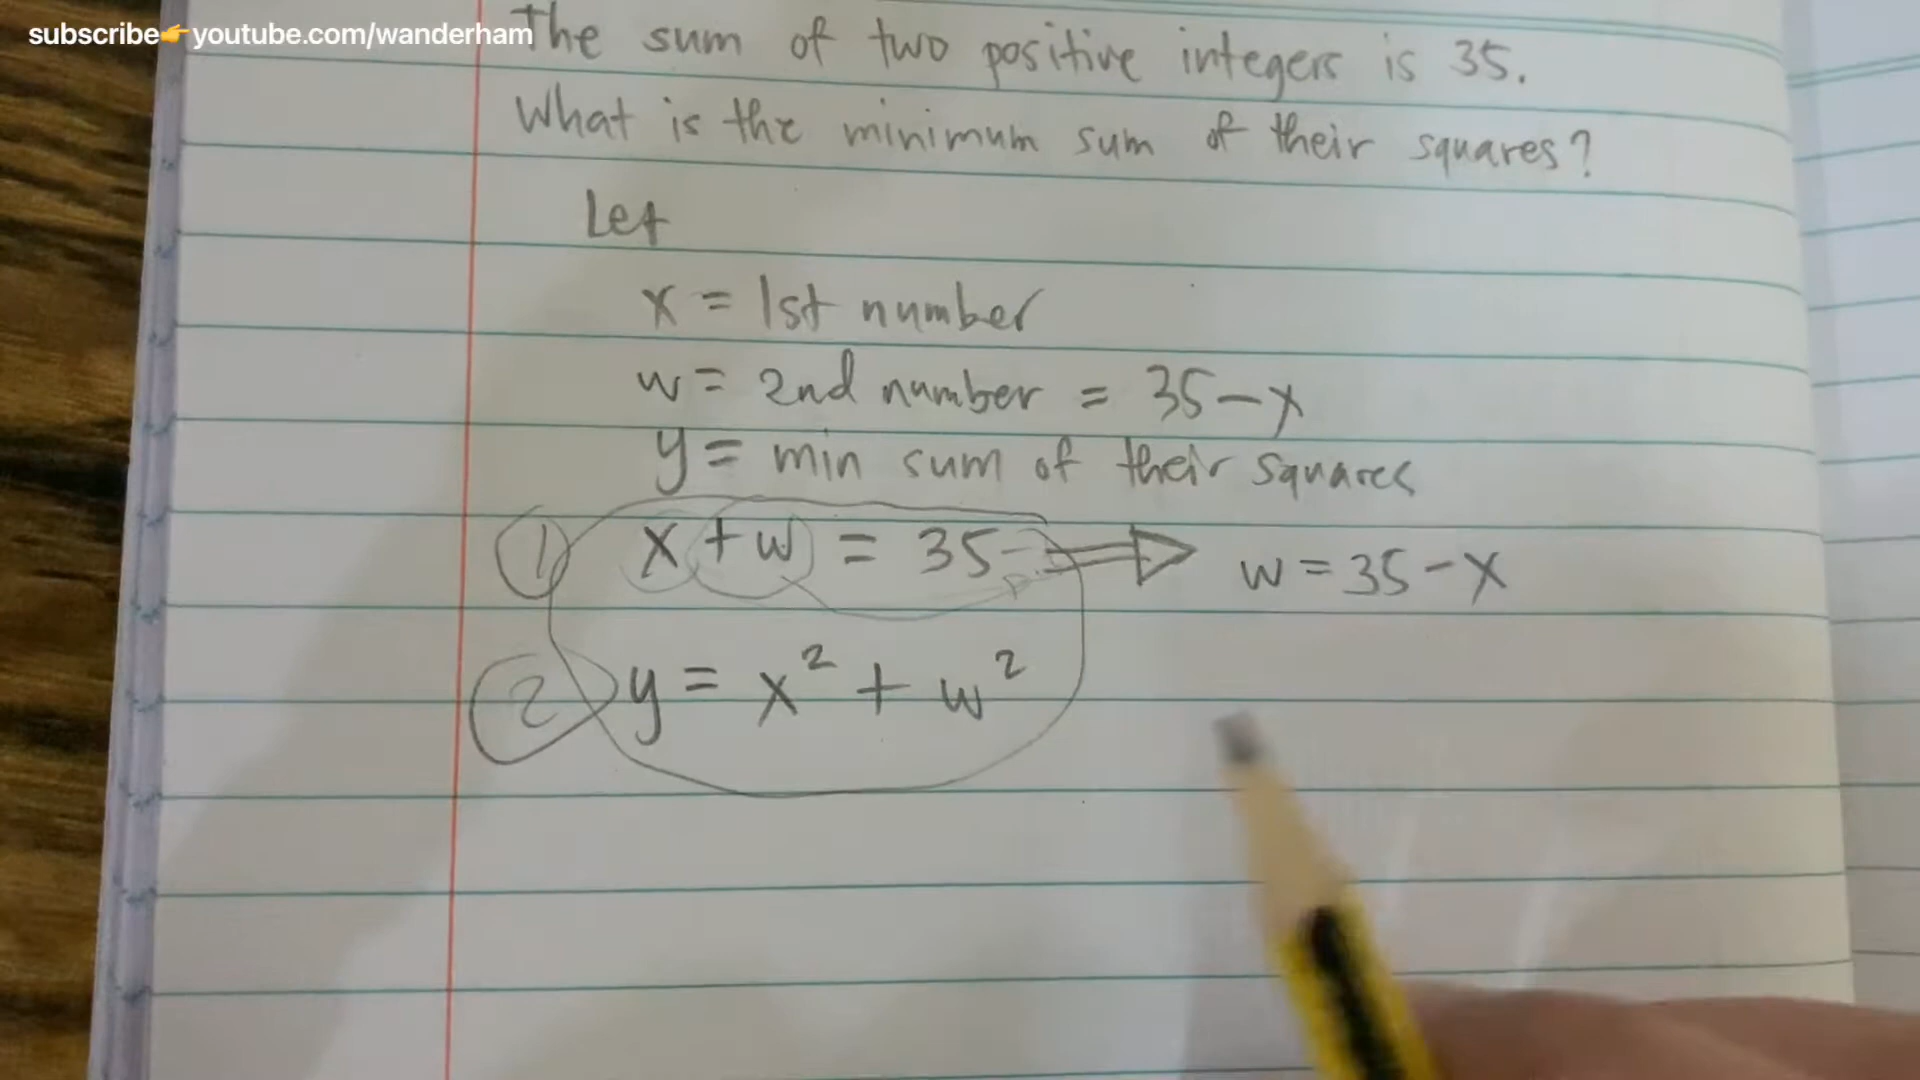 subscribe👉youtube.com/wanderham
The sum of two positive integers is 35.
What is the minimum sum of their squares?
Let
x = 1st number
w = 2nd number = 35-x
y = min sum of their squares
① x + w = 35 ⇒ w = 35-x
② y = x² + w²